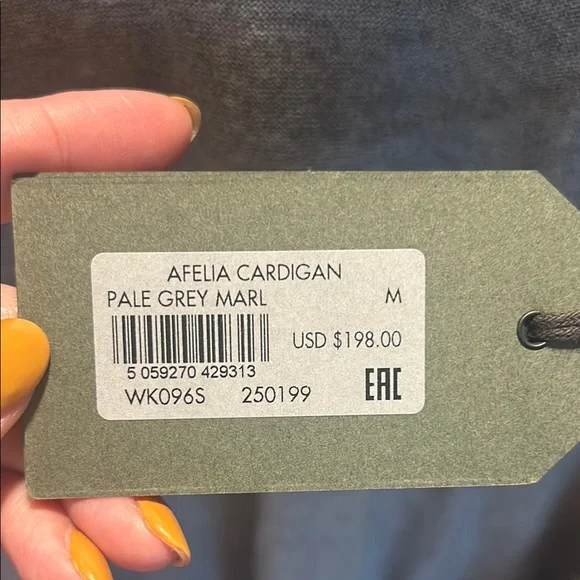 AFELIA CARDIGAN
PALE GREY MARL M
USD $198.00
5 059270 429313
WK096S 250199 EAC